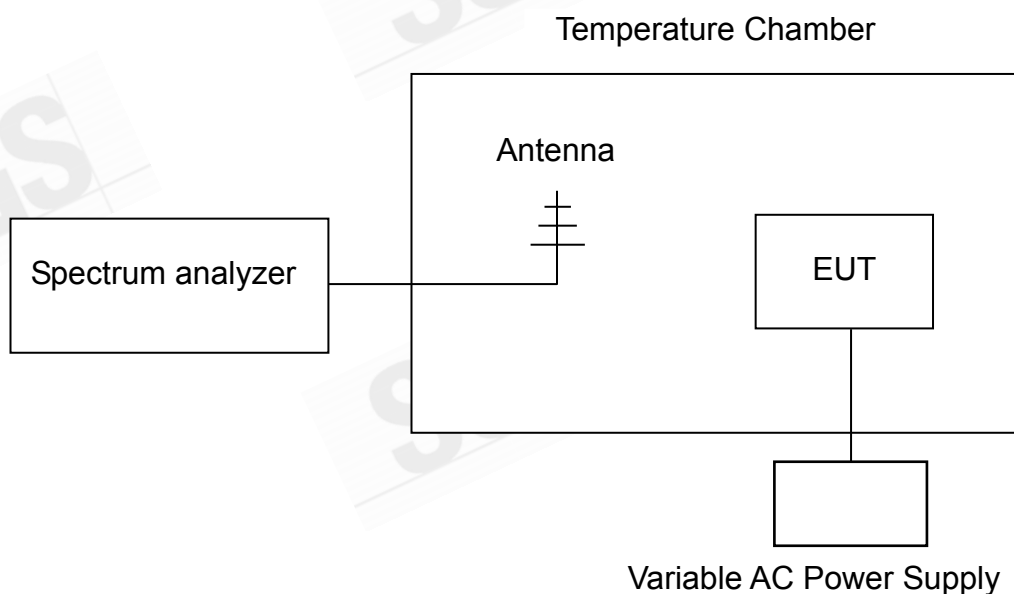 Temperature Chamber
Antenna
Spectrum analyzer
EUT
Variable AC Power Supply